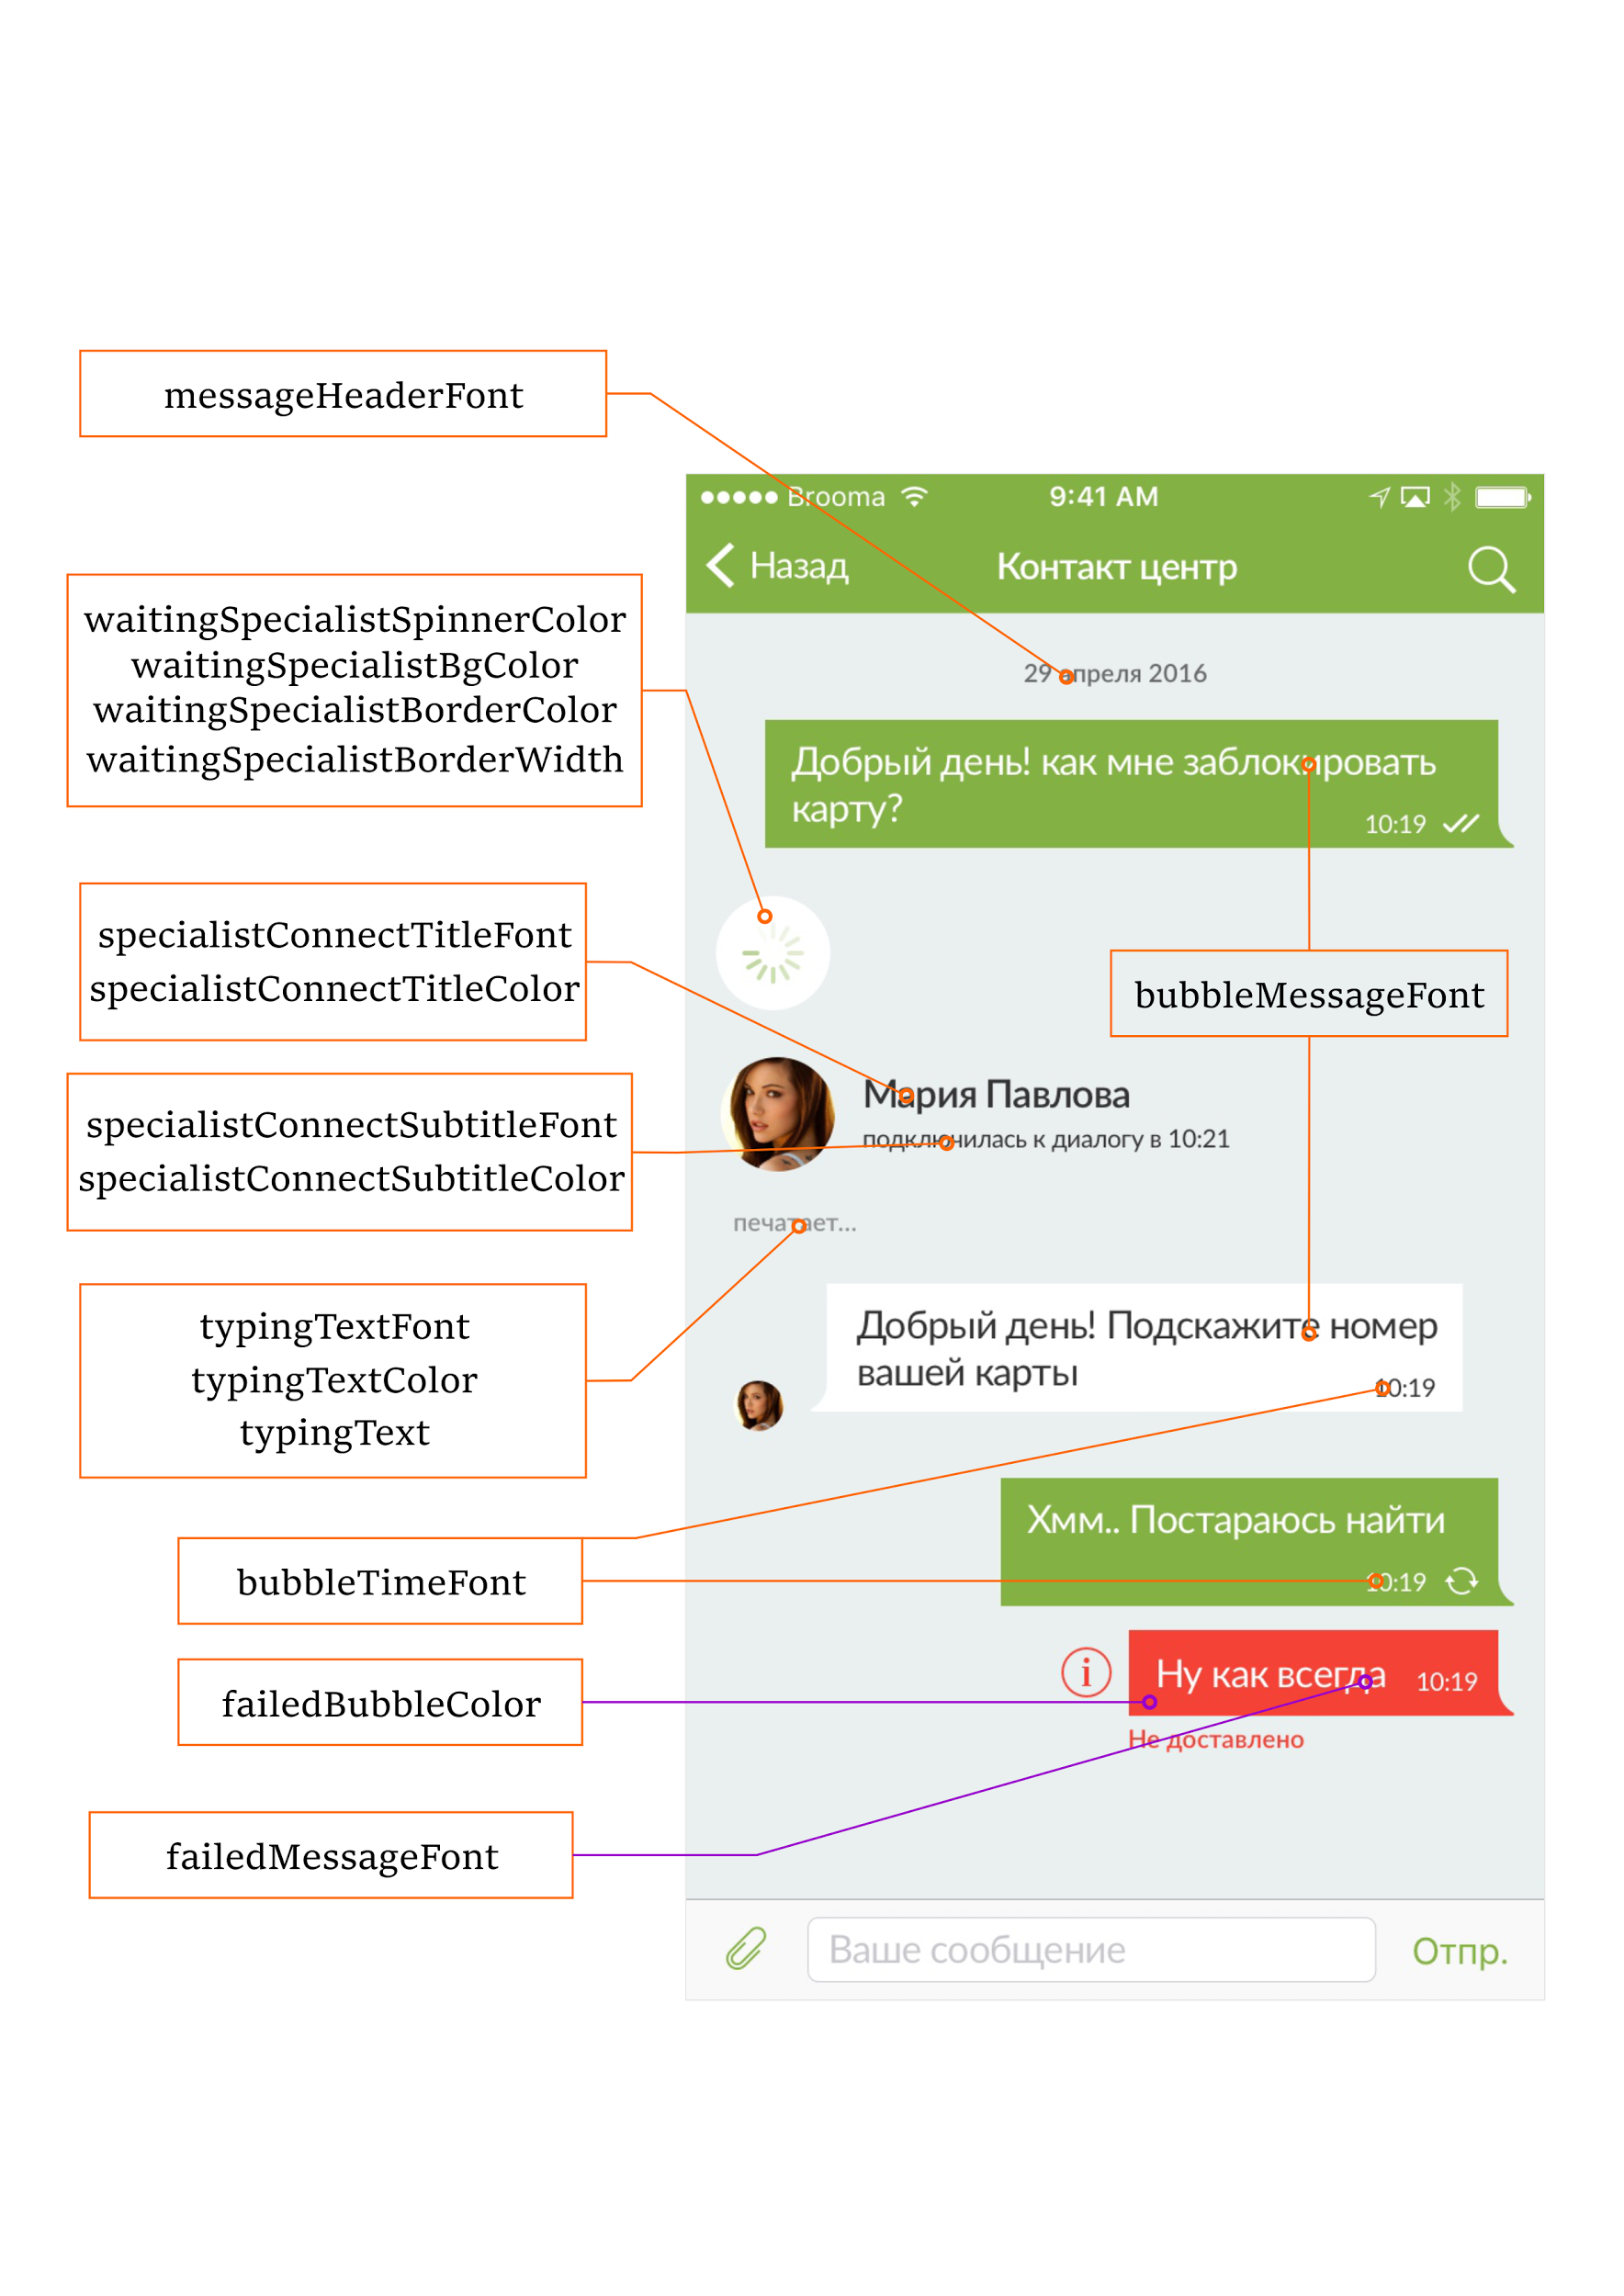 messageHeaderFont
Brooma 9:41 AM
Назад Контакт центр
waitingSpecialistSpinnerColor
waitingSpecialistBgColor
waitingSpecialistBorderColor
waitingSpecialistBorderWidth
29 апреля 2016
Добрый день! как мне заблокировать
карту?
10:19
specialistConnectTitleFont
specialistConnectTitleColor
bubbleMessageFont
Мария Павлова
подключилась к диалогу в 10:21
specialistConnectSubtitleFont
specialistConnectSubtitleColor
печатает...
typingTextFont
typingTextColor
typingText
Добрый день! Подскажите номер
вашей карты
10:19
Хмм.. Постараюсь найти
10:19
bubbleTimeFont
failedBubbleColor
i
Ну как всегда 10:19
Не доставлено
failedMessageFont
Ваше сообщение Отпр.